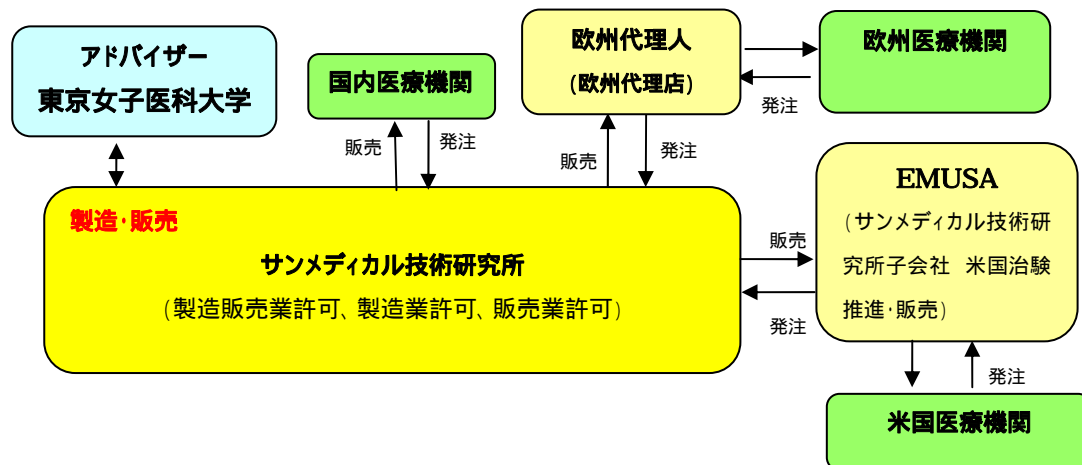 アドバイザー
東京女子医科大学
国内医療機関
欧州代理人
(欧州代理店)
欧州医療機関
発注
販売
発注
販売
発注
製造・販売
サンメディカル技術研究所
(製造販売業許可、製造業許可、販売業許可)
販売
発注
EMUSA
(サンメディカル技術研
究所子会社 米国治験
推進・販売)
発注
米国医療機関